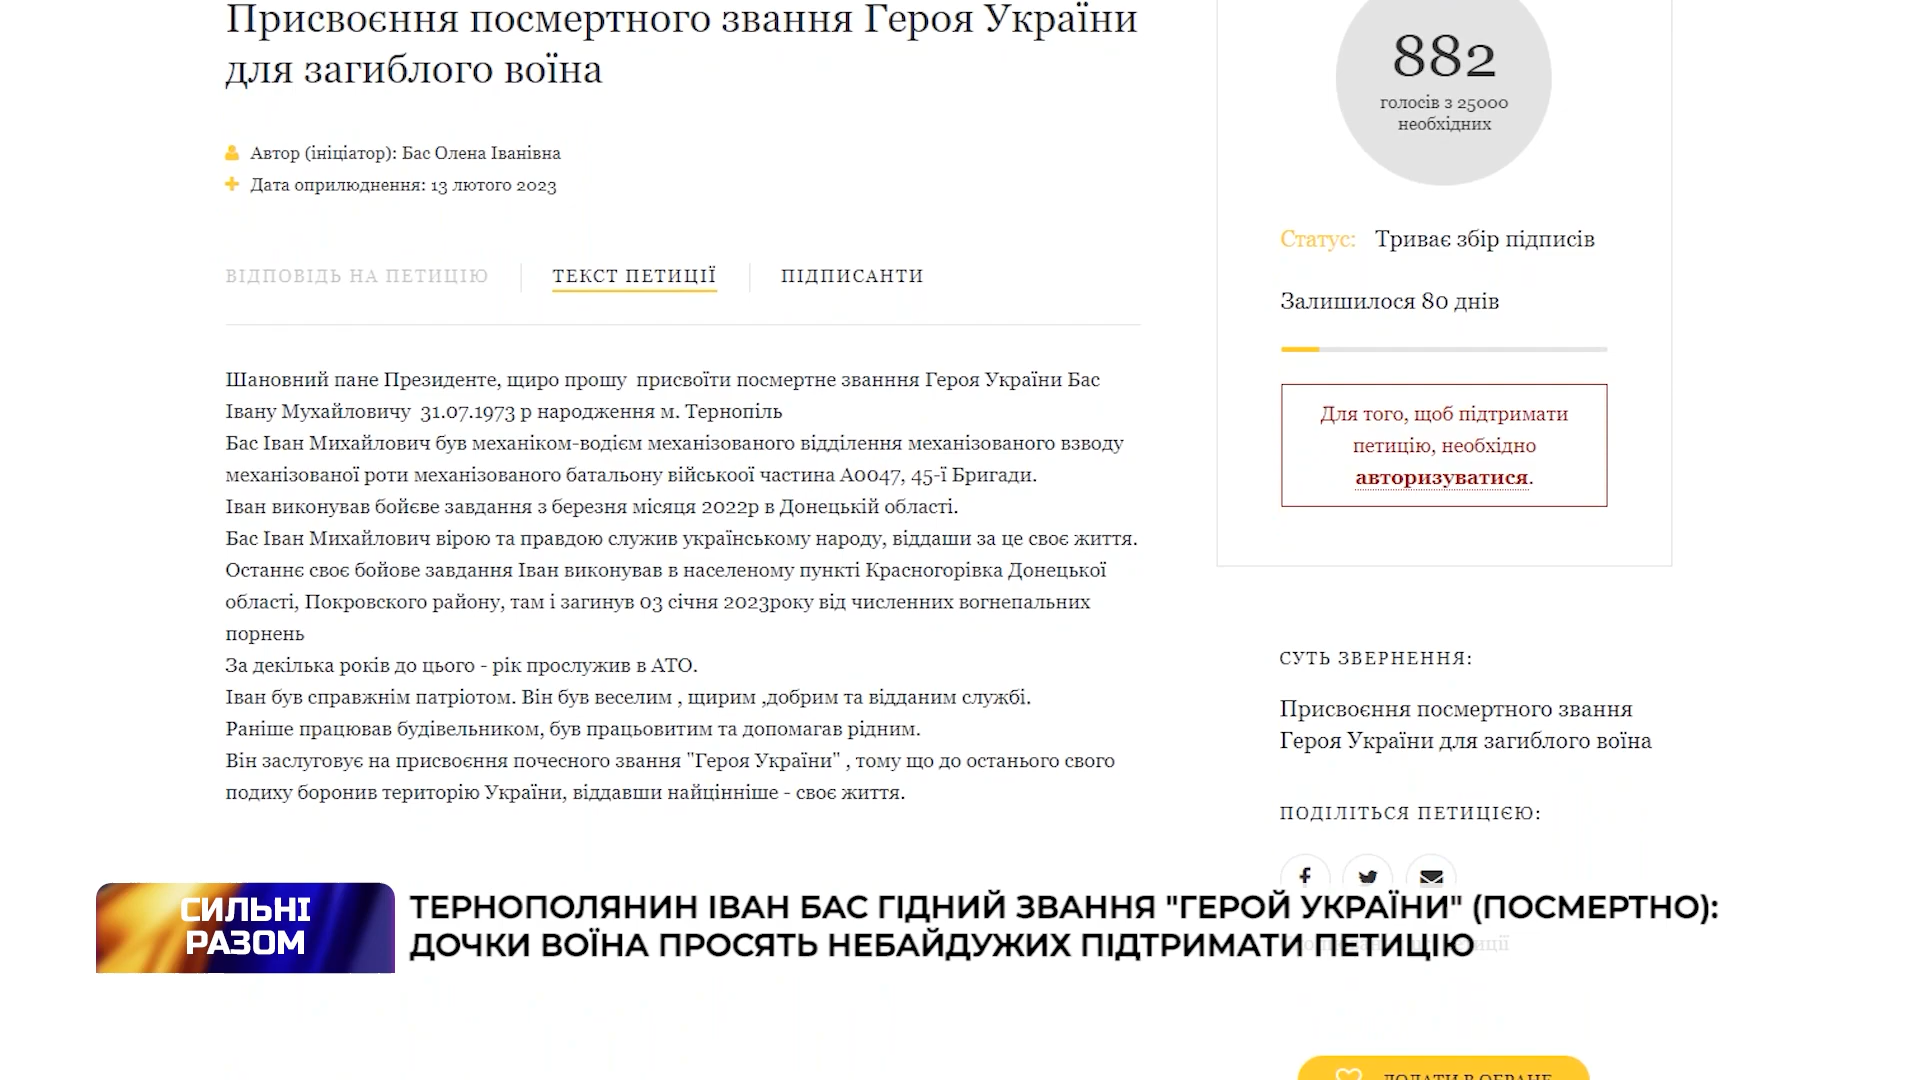 Присвоєння посмертного звання Героя України
для загиблого воїна
Автор (ініціатор): Бас Олена Іванівна
Дата оприлюднення: 13 лютого 2023
ВІДПОВІДЬ НА ПЕТИЦІЮ
ТЕКСТ ПЕТИЦІЇ
ПІДПИСАНТИ
Шановний пане Президенте, щиро прошу присвоїти посмертне званння Героя України Бас
Івану Мухайловичу 31.07.1973 р народження м. Тернопіль
Бас Іван Михайлович був механіком-водієм механізованого відділення механізованого взводу
механізованої роти механізованого батальону війскоої частина А0047, 45-ї Бригади.
Іван виконував бойєве завдання з березня місяця 2022р в Донецькій області.
Бас Іван Михайлович вірою та правдою служив українському народу, віддаши за це своє життя.
Останнє своє бойове завдання Іван виконував в населеному пункті Красногорівка Донецької
області, Покровского району, там і загинув 03 січня 2023року від численних вогнепальних
порнень
За декілька років до цього - рік прослужив в АТО.
Іван був справжнім патріотом. Він був веселим , щирим ,добрим та відданим службі.
Раніше працював будівельником, був працьовитим та допомагав рідним.
Він заслуговує на присвоєння почесного звання "Героя України" , тому що до останього свого
подиху боронив територію України, віддавши найцінніше - своє життя.
882
голосів з 25000
необхідних
Статус: Триває збір підписів
Залишилося 80 днів
Для того, щоб підтримати
петицію, необхідно
авторизуватися.
СУТЬ ЗВЕРНЕННЯ:
Присвоєння посмертного звання
Героя України для загиблого воїна
ПОДІЛІТЬСЯ ПЕТИЦІЄЮ:
СИЛЬНІ
РАЗОМ
ТЕРНОПОЛЯНИН ІВАН БАС ГІДНИЙ ЗВАННЯ "ГЕРОЙ УКРАЇНИ" (ПОСМЕРТНО):
ДОЧКИ ВОЇНА ПРОСЯТЬ НЕБАЙДУЖИХ ПІДТРИМАТИ ПЕТИЦІЮ
ДОДАТИ В ОБРАНЕ